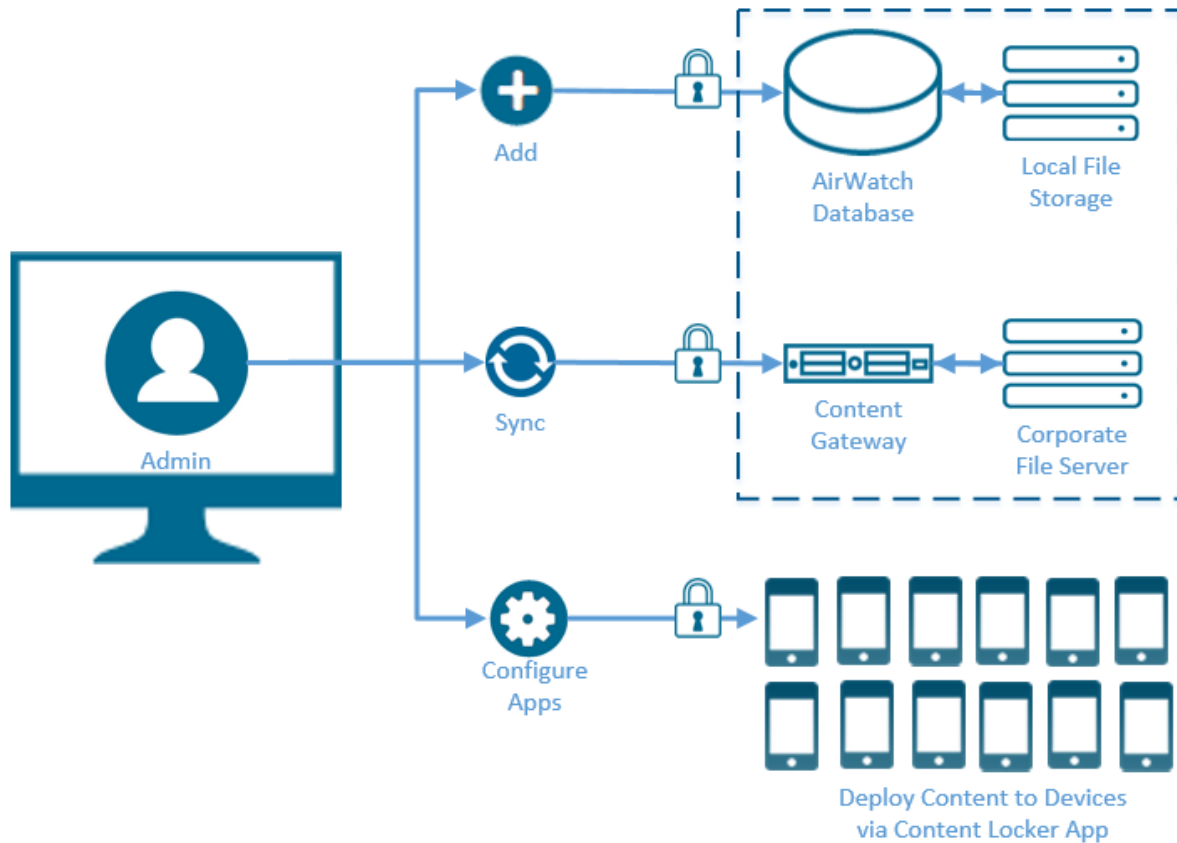 Add
AirWatch
Database
Local File
Storage
Admin
Sync
Content
Gateway
Corporate
File Server
Configure
Apps
Deploy Content to Devices
via Content Locker App